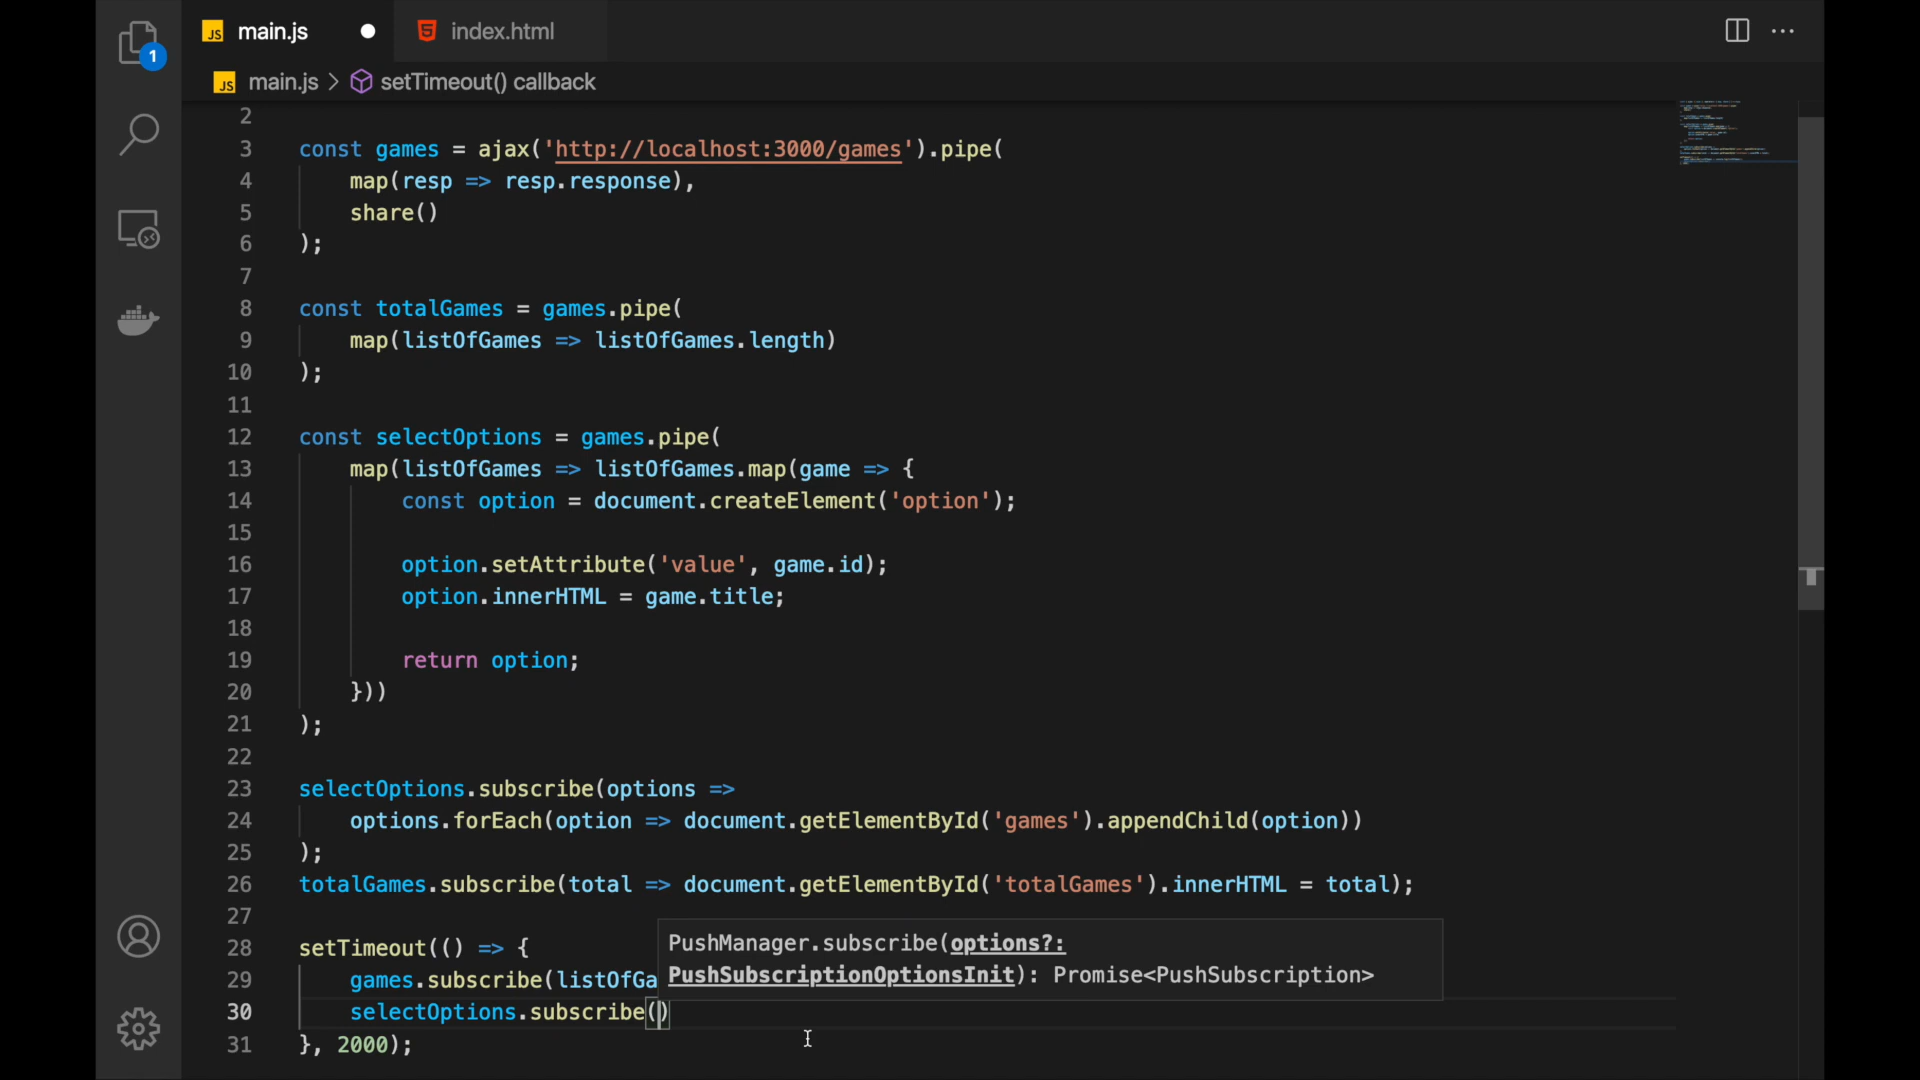 1
JS main.js
index.html
JS main.js > setTimeout() callback
2
3 const games = ajax('http://localhost:3000/games').pipe(
4 map(resp => resp.response),
5 share()
6 );
7
8 const totalGames = games.pipe(
9 map(listOfGames => listOfGames.length)
10 );
11
12 const selectOptions = games.pipe(
13 map(listOfGames => listOfGames.map(game => {
14 const option = document.createElement('option');
15
16 option.setAttribute('value', game.id);
17 option.innerHTML = game.title;
18
19 return option;
20 }))
21 );
22
23 selectOptions.subscribe(options =>
24 options.forEach(option => document.getElementById('games').appendChild(option))
25 );
26 totalGames.subscribe(total => document.getElementById('totalGames').innerHTML = total);
27
28 setTimeout(() => {
PushManager.subscribe(options?:
PushSubscriptionOptionsInit): Promise<PushSubscription>
29 games.subscribe(listOfGa
30 selectOptions.subscribe()
31 }, 2000);